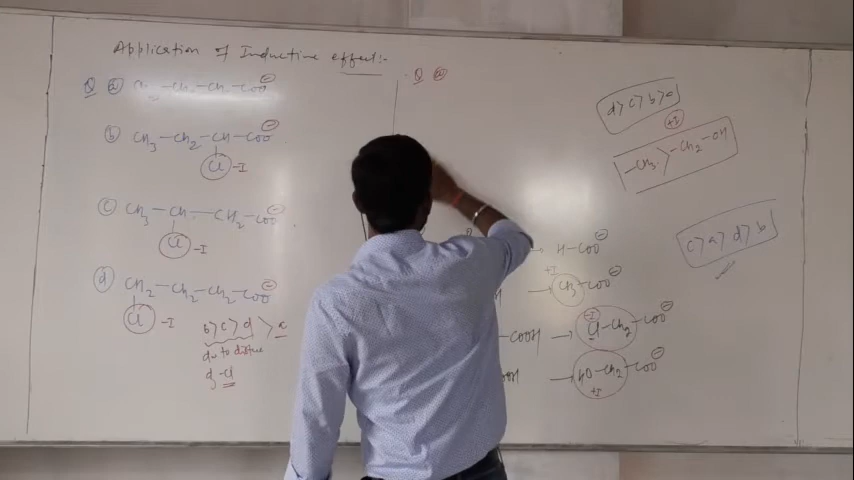 Application of Inductive effect:-
Q ⓐ CH3-CH2-CH2-COO⊖
ⓑ CH3-CH2-CH-COO⊖
Cl -I
ⓒ CH3-CH-CH2-COO⊖
Cl -I
ⓓ CH2-CH2-CH2-COO⊖
Cl -I
b>c>d>a
due to distance
of -Cl
Q ⓐ
→ H-COO⊖
+I
→ CH3-COO⊖
-I
COOH → Cl-CH2-COO⊖
→ HO-CH2-COO⊖
+I
d>c>b>a
+I
-CH3>-CH2-OH
c>a>d>b